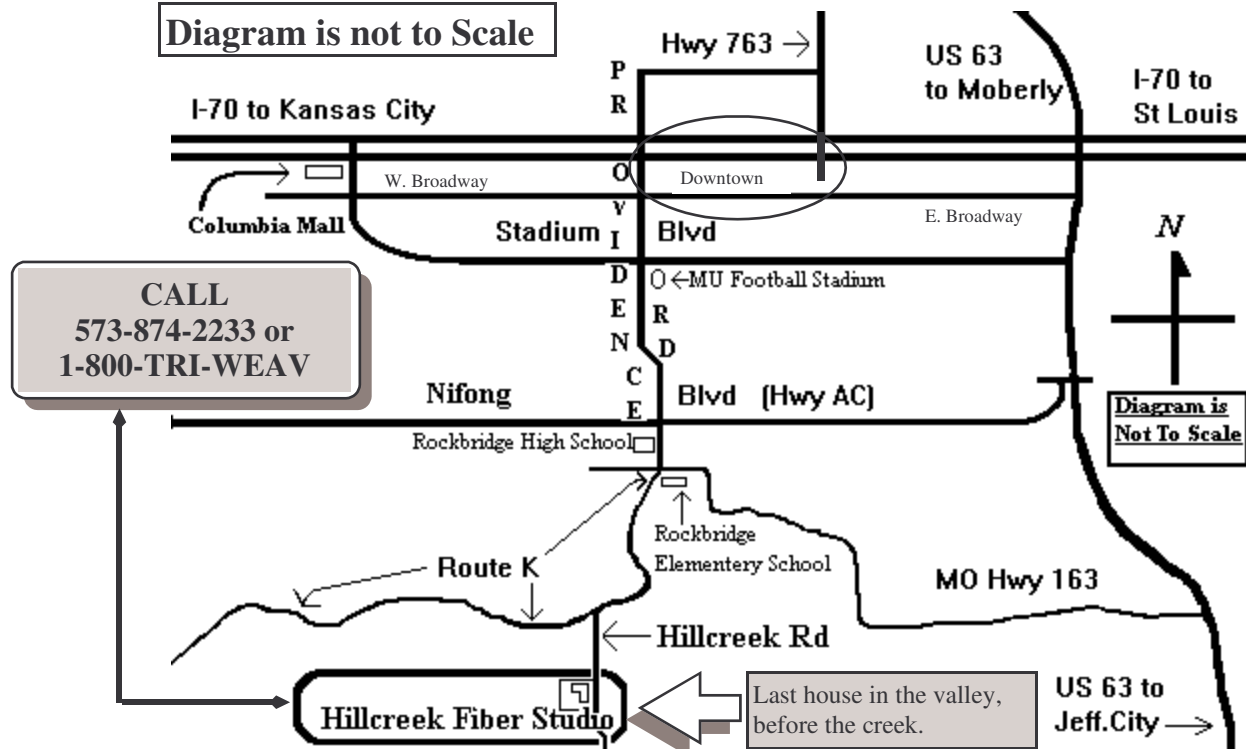 Diagram is not to Scale
Hwy 763
US 63
to Moberly
I-70 to
St Louis
I-70 to Kansas City
PROVIDENCE RD
W. Broadway
Downtown
E. Broadway
Columbia Mall
Stadium Blvd
N
MU Football Stadium
CALL
573-874-2233 or
1-800-TRI-WEAV
Nifong Blvd (Hwy AC)
Diagram is
Not To Scale
Rockbridge High School
Rockbridge
Elementery School
Route K
MO Hwy 163
Hillcreek Rd
Hillcreek Fiber Studio
Last house in the valley,
before the creek.
US 63 to
Jeff.City